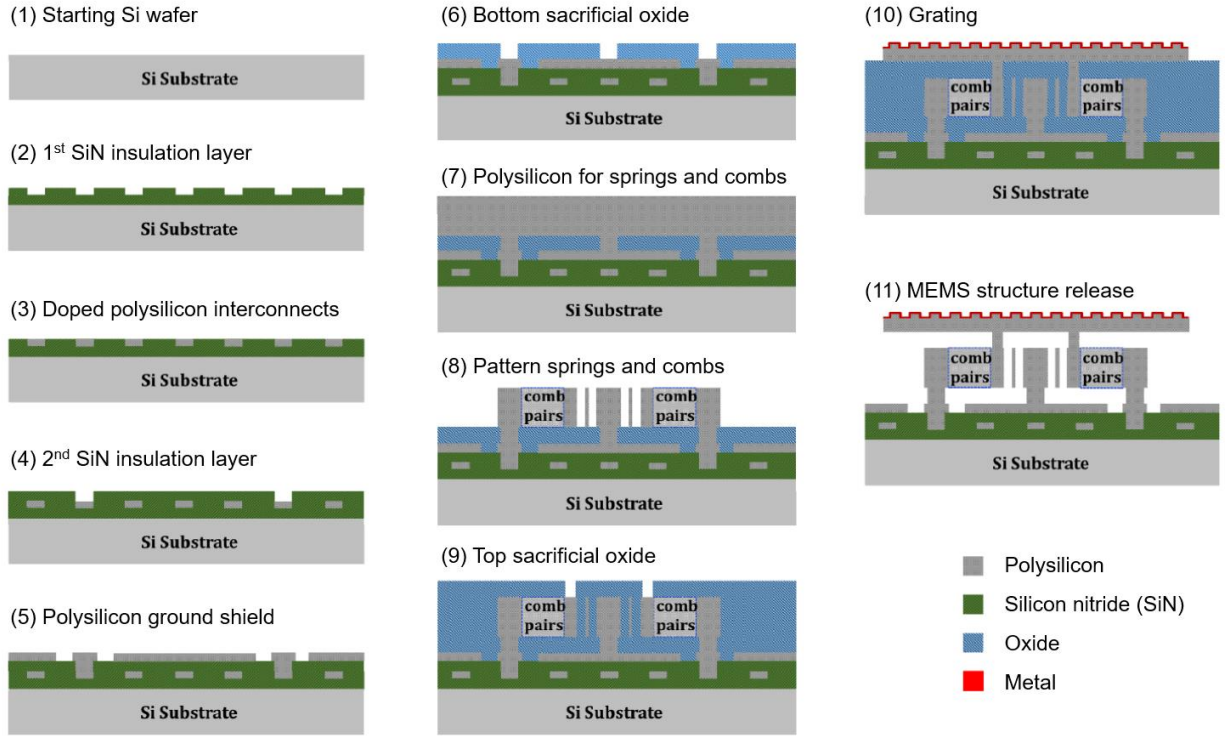 (1) Starting Si wafer
Si Substrate
(2) 1st SiN insulation layer
Si Substrate
(3) Doped polysilicon interconnects
Si Substrate
(4) 2nd SiN insulation layer
Si Substrate
(5) Polysilicon ground shield
Si Substrate
(6) Bottom sacrificial oxide
Si Substrate
(7) Polysilicon for springs and combs
Si Substrate
(8) Pattern springs and combs
comb
pairs
comb
pairs
Si Substrate
(9) Top sacrificial oxide
comb
pairs
comb
pairs
Si Substrate
(10) Grating
comb
pairs
comb
pairs
Si Substrate
(11) MEMS structure release
comb
pairs
comb
pairs
Si Substrate
Polysilicon
Silicon nitride (SiN)
Oxide
Metal